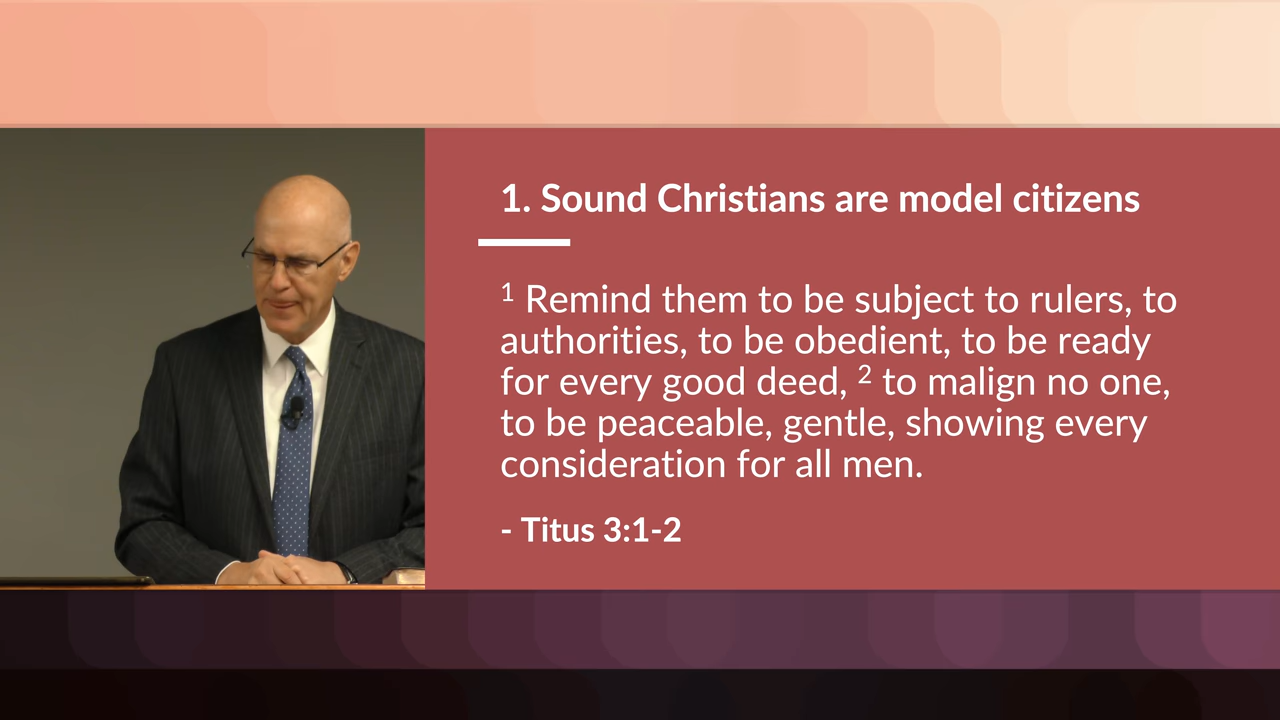 1. Sound Christians are model citizens
1 Remind them to be subject to rulers, to
authorities, to be obedient, to be ready
for every good deed, 2 to malign no one,
to be peaceable, gentle, showing every
consideration for all men.
- Titus 3:1-2